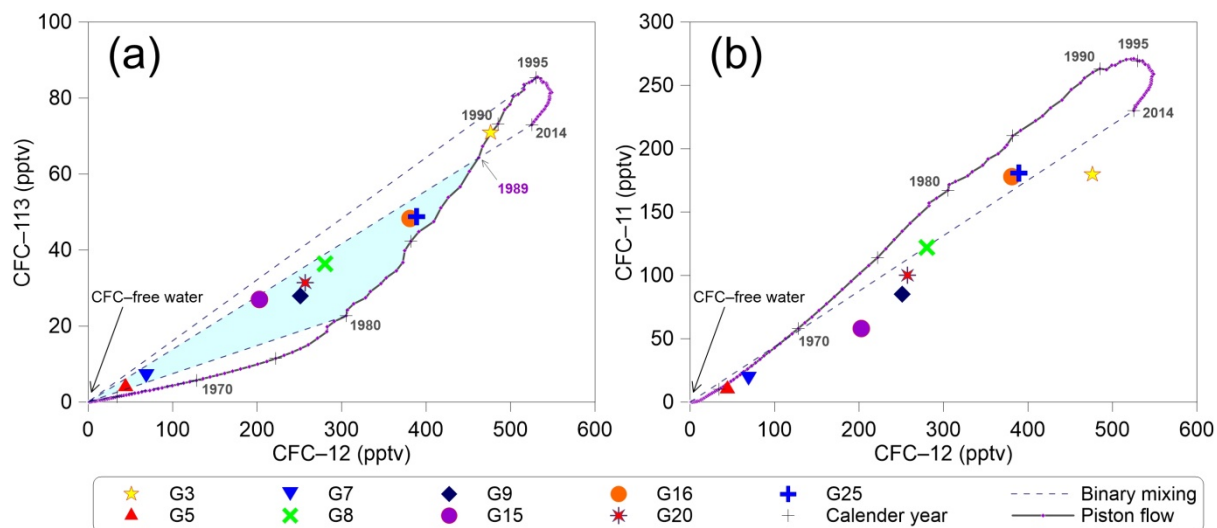 (a)
CFC–113 (pptv)
100
80
60
40
20
0
0 100 200 300 400 500 600
CFC–12 (pptv)
1995
1990
2014
1989
1980
1970
CFC–free water
(b)
CFC–11 (pptv)
300
250
200
150
100
50
0
0 100 200 300 400 500 600
CFC–12 (pptv)
1995
1990
2014
1980
1970
CFC–free water
G3 G7 G9 G16 G25 Binary mixing
G5 G8 G15 G20 Calender year Piston flow